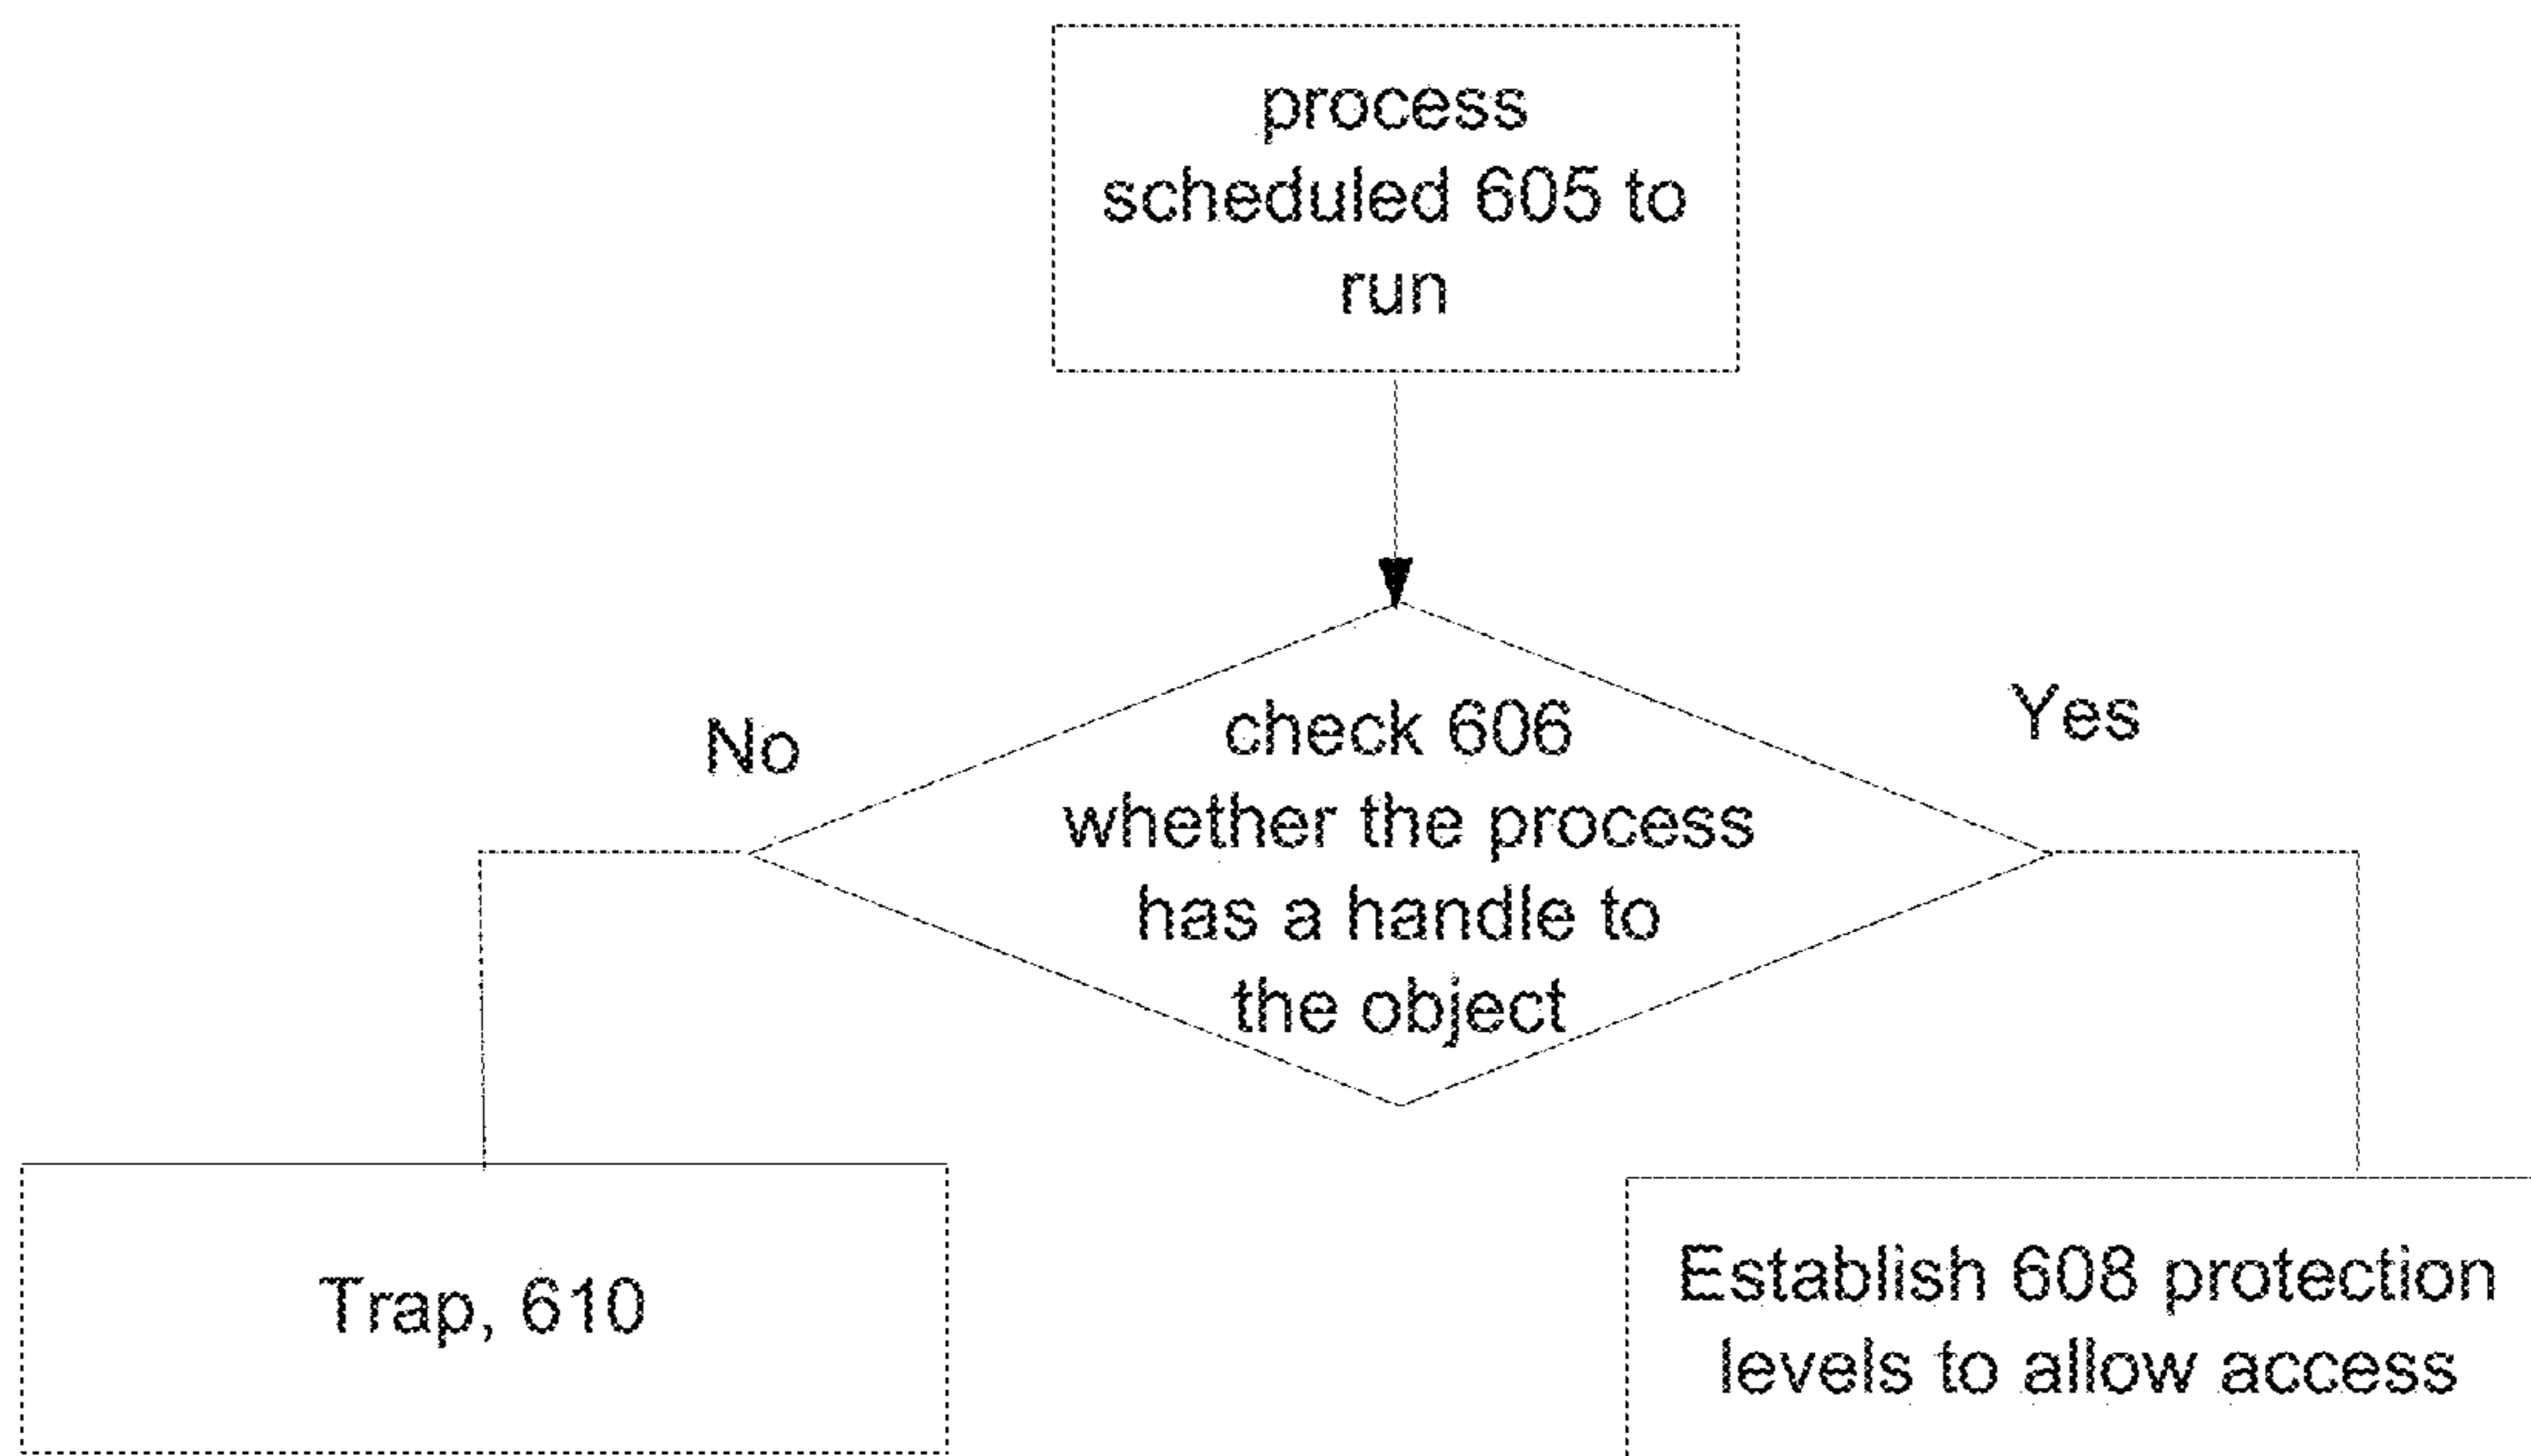 process
scheduled 605 to
run
No
Yes
check 606
whether the process
has a handle to
the object
Trap, 610
Establish 608 protection
levels to allow access